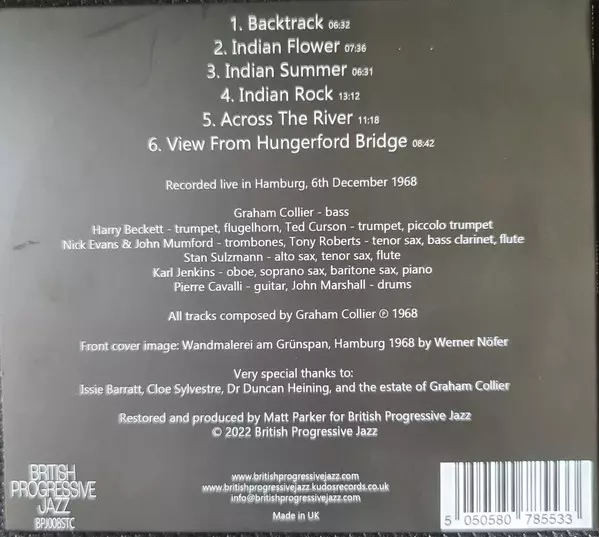 1. Backtrack 06:32
2. Indian Flower 07:36
3. Indian Summer 06:31
4. Indian Rock 13:12
5. Across The River 11:18
6. View From Hungerford Bridge 08:42
Recorded live in Hamburg, 6th December 1968
Graham Collier - bass
Harry Beckett - trumpet, flugelhorn, Ted Curson - trumpet, piccolo trumpet
Nick Evans & John Mumford - trombones, Tony Roberts - tenor sax, bass clarinet, flute
Stan Sulzmann - alto sax, tenor sax, flute
Karl Jenkins - oboe, soprano sax, baritone sax, piano
Pierre Cavalli - guitar, John Marshall - drums
All tracks composed by Graham Collier ℗ 1968
Front cover image: Wandmalerei am Grünspan, Hamburg 1968 by Werner Nöfer
Very special thanks to:
Issie Barratt, Cloe Sylvestre, Dr Duncan Heining, and the estate of Graham Collier
Restored and produced by Matt Parker for British Progressive Jazz
© 2022 British Progressive Jazz
BRITISH
PROGRESSIVE
JAZZ
BPJ008STC
www.britishprogressivejazz.com
www.britishprogressivejazz.kudosrecords.co.uk
info@britishprogressivejazz.com
Made in UK
5 050580 785533